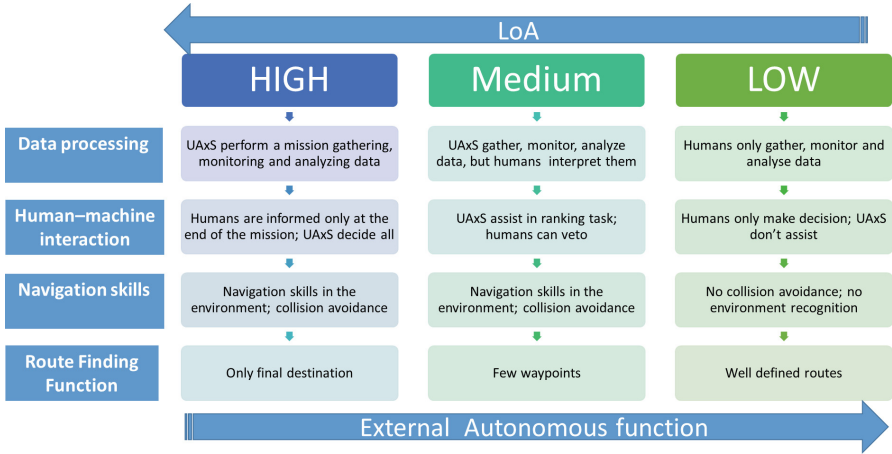 LoA
HIGH
Medium
LOW
Data processing
UAxS perform a mission gathering,
monitoring and analyzing data
UAxS gather, monitor, analyze
data, but humans interpret them
Humans only gather, monitor and
analyse data
Human–machine
interaction
Humans are informed only at the
end of the mission; UAxS decide all
UAxS assist in ranking task;
humans can veto
Humans only make decision; UAxS
don't assist
Navigation skills
Navigation skills in the
environment; collision avoidance
Navigation skills in the
environment; collision avoidance
No collision avoidance; no
environment recognition
Route Finding
Function
Only final destination
Few waypoints
Well defined routes
External Autonomous function